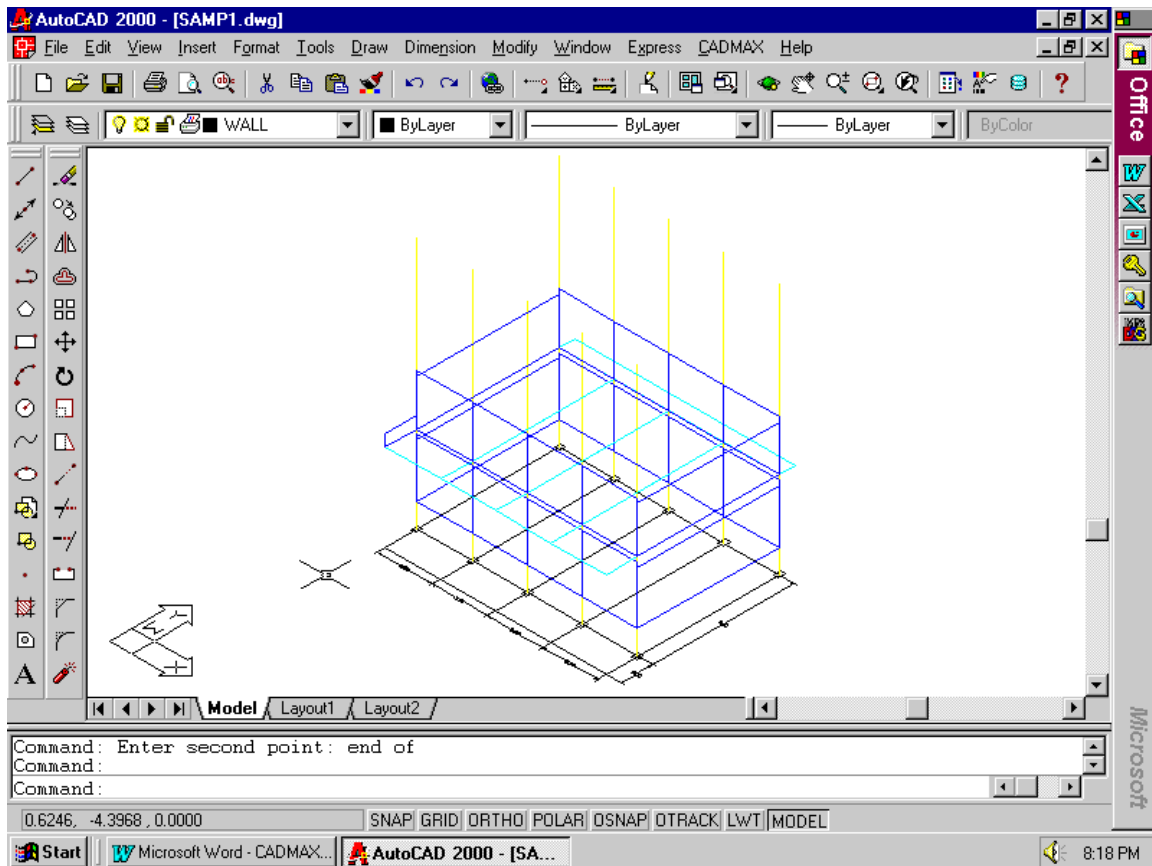 AutoCAD 2000 - [SAMP1.dwg]
File Edit View Insert Format Tools Draw Dimension Modify Window Express CADMAX Help
Office
WALL ByLayer ByLayer ByLayer ByColor
A
Model Layout1 Layout2
Command: Enter second point: end of
Command:
Command:
0.6246, -4.3968 , 0.0000 SNAP GRID ORTHO POLAR OSNAP OTRACK LWT MODEL
Microsoft
Start Microsoft Word - CADMAX... AutoCAD 2000 - [SA... 8:18 PM